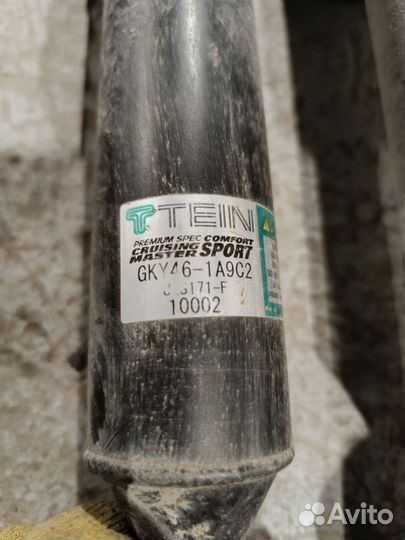 TEIN
PREMIUM SPEC COMFORT
CRUISING
MASTER SPORT
GKY46-1A9C2
10002
Avito